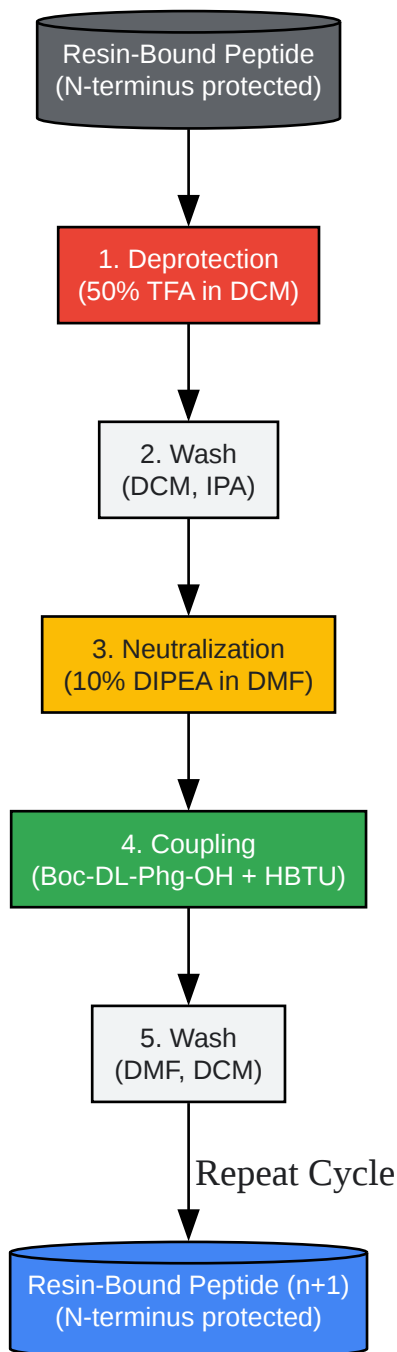 Resin-Bound Peptide
(N-terminus protected)
1. Deprotection
(50% TFA in DCM)
2. Wash
(DCM, IPA)
3. Neutralization
(10% DIPEA in DMF)
4. Coupling
(Boc-DL-Phg-OH + HBTU)
5. Wash
(DMF, DCM)
Repeat Cycle
Resin-Bound Peptide (n+1)
(N-terminus protected)